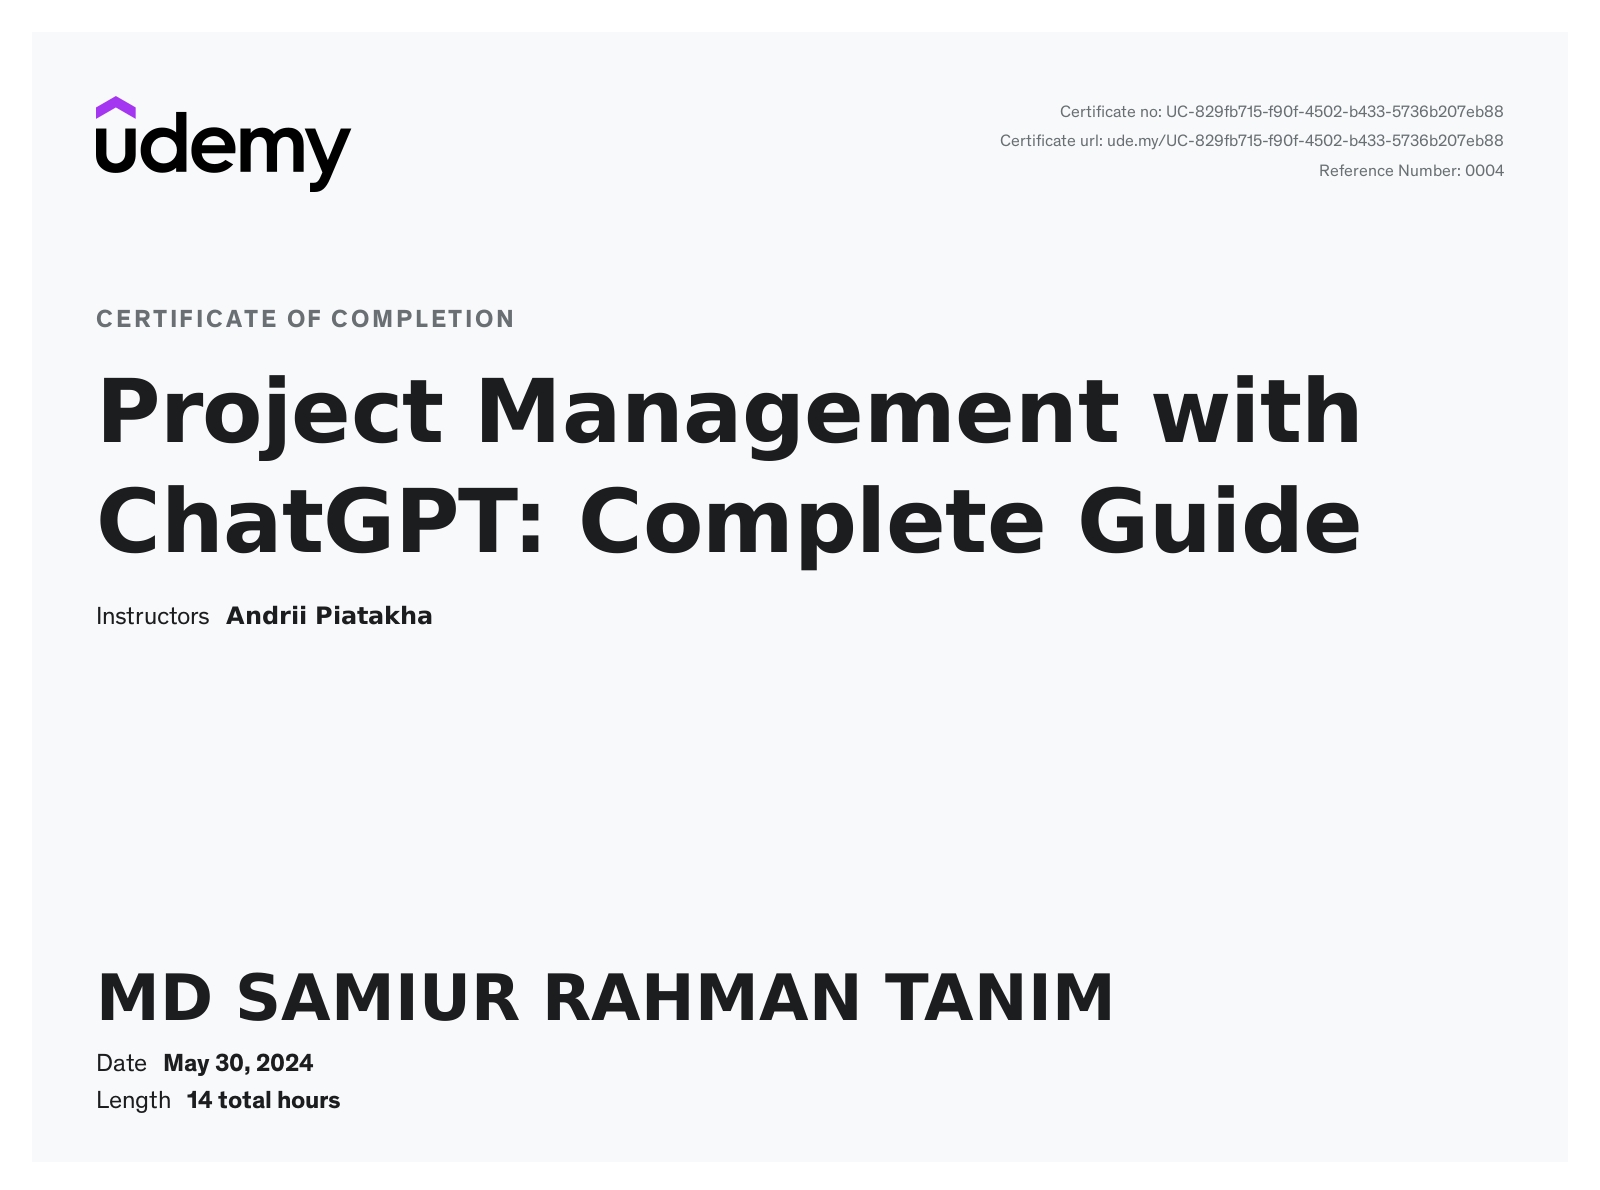 udemy
Certificate no: UC-829fb715-f90f-4502-b433-5736b207eb88
Certificate url: ude.my/UC-829fb715-f90f-4502-b433-5736b207eb88
Reference Number: 0004
CERTIFICATE OF COMPLETION
Project Management with
ChatGPT: Complete Guide
Instructors Andrii Piatakha
MD SAMIUR RAHMAN TANIM
Date May 30, 2024
Length 14 total hours